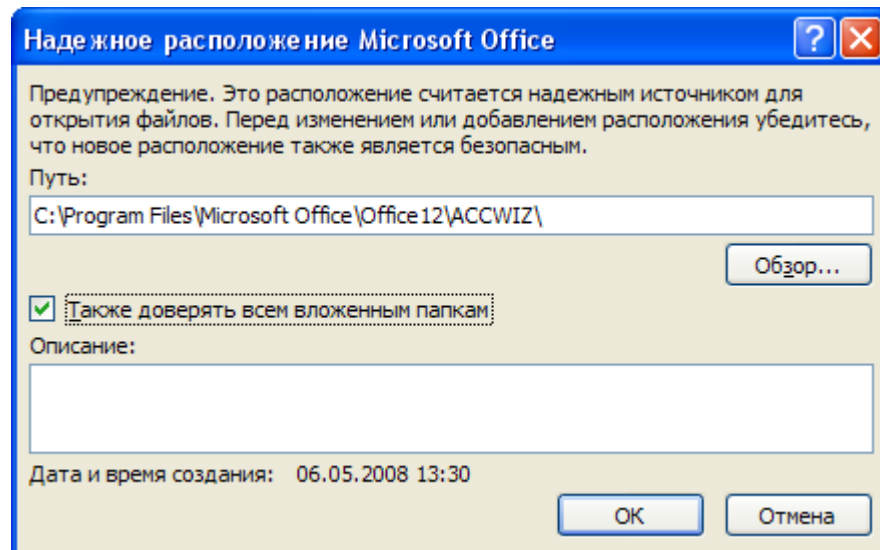 Надежное расположение Microsoft Office
Предупреждение. Это расположение считается надежным источником для
открытия файлов. Перед изменением или добавлением расположения убедитесь,
что новое расположение также является безопасным.
Путь:
C:\Program Files\Microsoft Office\Office12\ACCWIZ\
Обзор...
Также доверять всем вложенным папкам
Описание:
Дата и время создания: 06.05.2008 13:30
ОК
Отмена